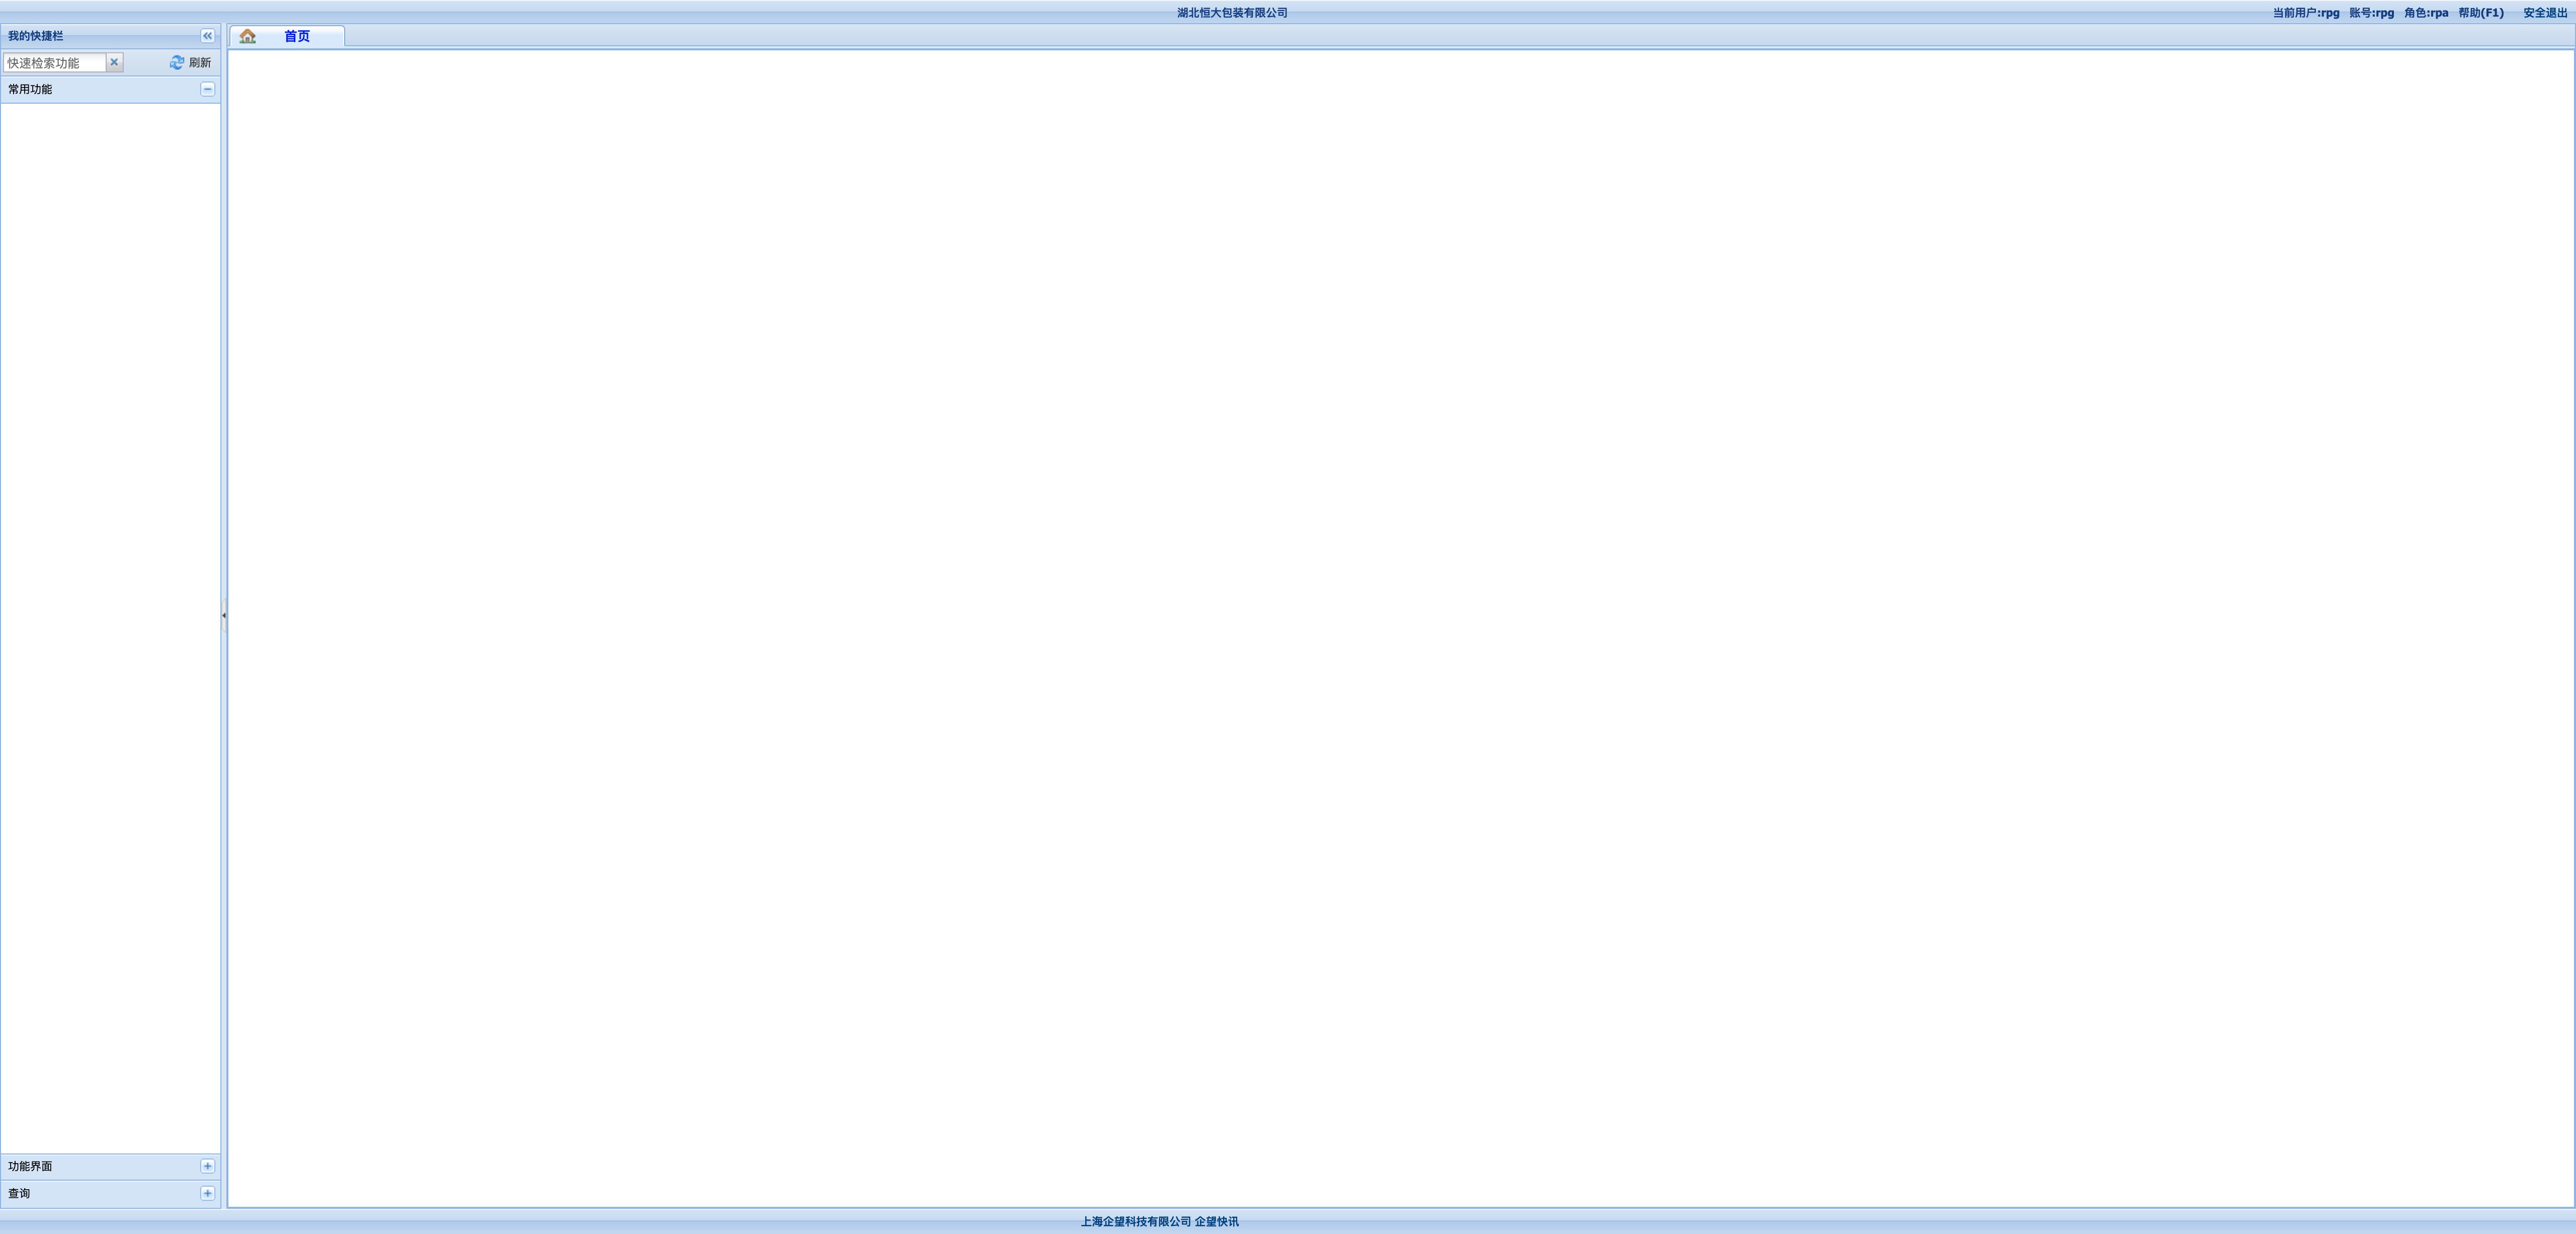 湖北恒大包装有限公司
当前用户:rpg 账号:rpg 角色:rpa 帮助(F1) 安全退出
我的快捷栏
首页
快速检索功能
刷新
常用功能
功能界面
查询
上海企望科技有限公司 企望快讯